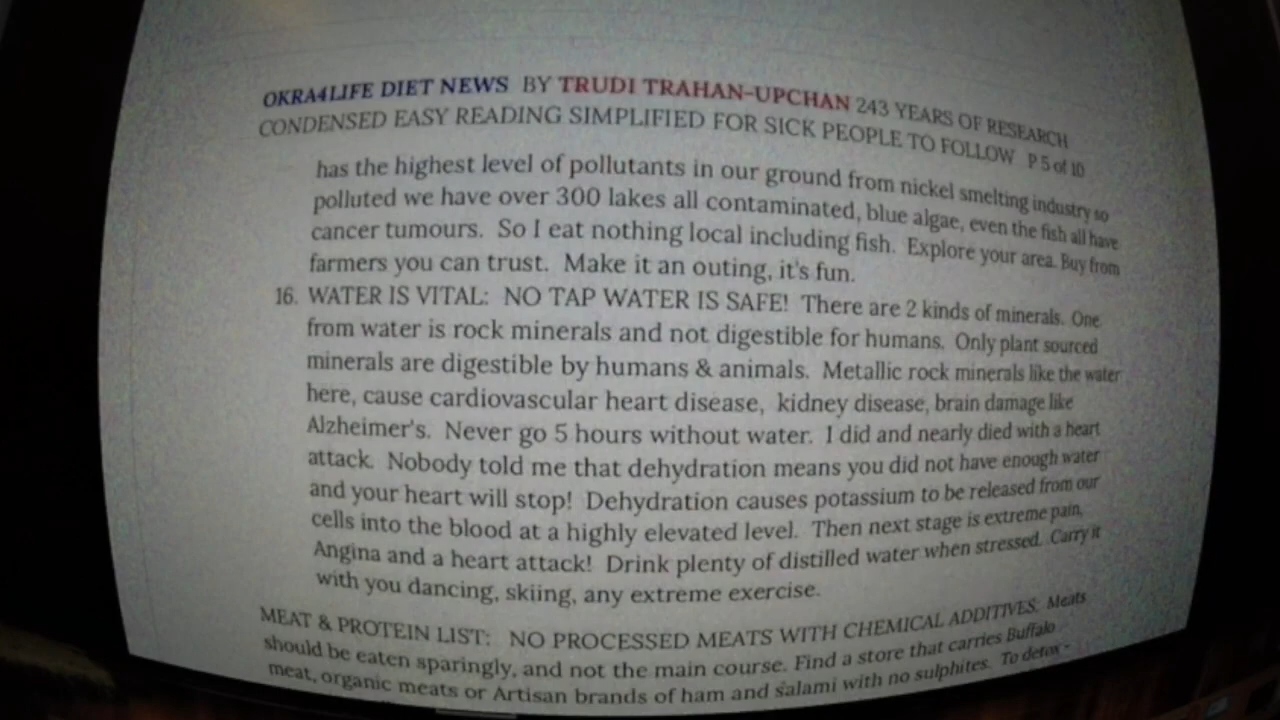 OKRA4LIFE DIET NEWS BY TRUDI TRAHAN-UPCHAN 243 YEARS OF RESEARCH
CONDENSED EASY READING SIMPLIFIED FOR SICK PEOPLE TO FOLLOW P 5 of 10
has the highest level of pollutants in our ground from nickel smelting industry so
polluted we have over 300 lakes all contaminated, blue algae, even the fish all have
cancer tumours. So I eat nothing local including fish. Explore your area. Buy from
farmers you can trust. Make it an outing, it's fun.
16. WATER IS VITAL: NO TAP WATER IS SAFE! There are 2 kinds of minerals. One
from water is rock minerals and not digestible for humans. Only plant sourced
minerals are digestible by humans & animals. Metallic rock minerals like the water
here, cause cardiovascular heart disease, kidney disease, brain damage like
Alzheimer's. Never go 5 hours without water. I did and nearly died with a heart
attack. Nobody told me that dehydration means you did not have enough water
and your heart will stop! Dehydration causes potassium to be released from our
cells into the blood at a highly elevated level. Then next stage is extreme pain,
Angina and a heart attack! Drink plenty of distilled water when stressed. Carry it
with you dancing, skiing, any extreme exercise.
MEAT & PROTEIN LIST: NO PROCESSED MEATS WITH CHEMICAL ADDITIVES: Meats
should be eaten sparingly, and not the main course. Find a store that carries Buffalo
meat, organic meats or Artisan brands of ham and salami with no sulphites. To detox -